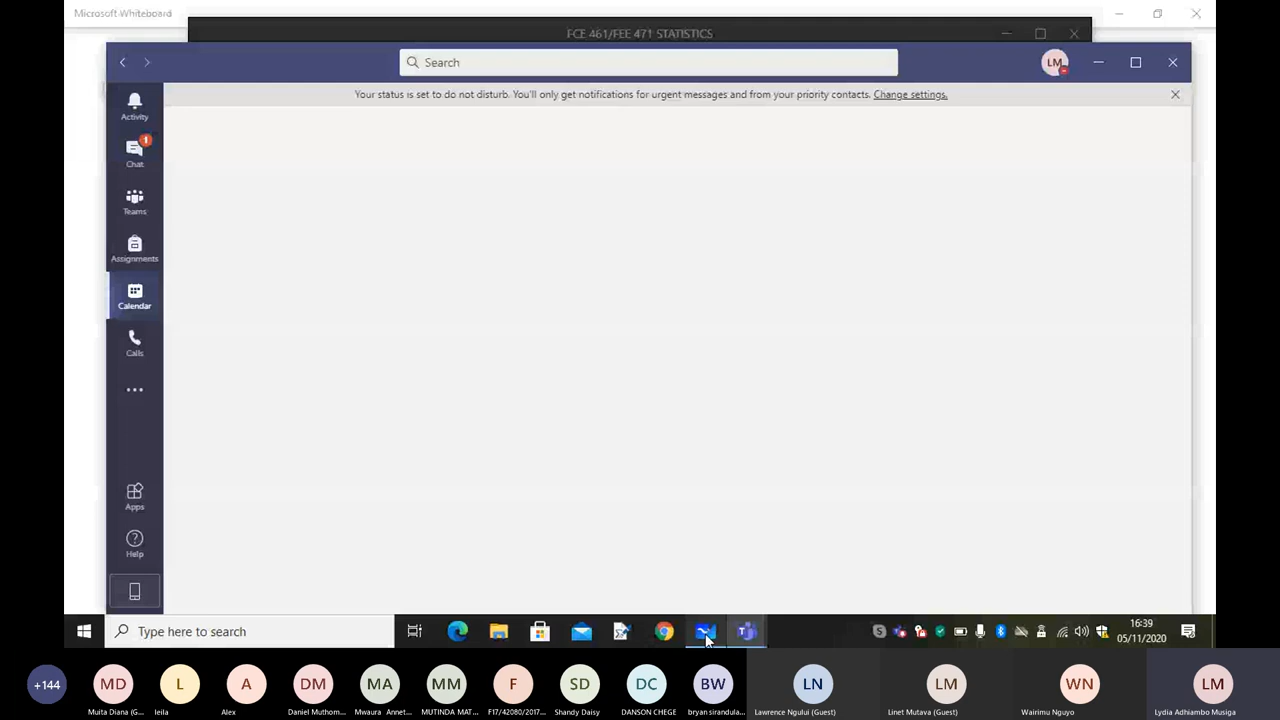 Microsoft Whiteboard
FCE 461/FEE 471 STATISTICS
Search
LM
Your status is set to do not disturb. You'll only get notifications for urgent messages and from your priority contacts. Change settings.
Activity
1
Chat
Teams
Assignments
Calendar
Calls
Apps
Help
Type here to search
16:39
05/11/2020
+144
MD
L
A
DM
MA
MM
F
SD
DC
BW
LN
LM
WN
LM
Muita Diana (G...
leila
Alex
Daniel Muthom...
Mwaura Annet...
MUTINDA MAT...
F17/42080/2017...
Shandy Daisy
DANSON CHEGE
bryan sirandula...
Lawrence Ngului (Guest)
Linet Mutava (Guest)
Wairimu Nguyo
Lydia Adhiambo Musiga